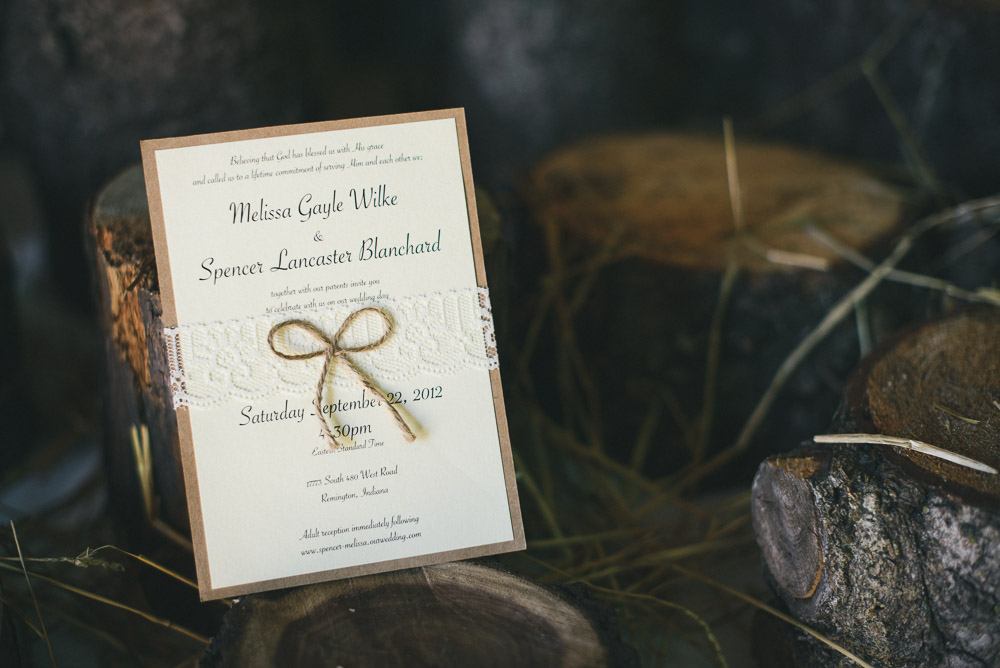 Believing that God has blessed us with His grace
and called us to a lifetime commitment of serving Him and each other we;
Melissa Gayle Wilke
&
Spencer Lancaster Blanchard
together with our parents invite you
to celebrate with us on our wedding day
Saturday September 22, 2012
4:30pm
Eastern Standard Time
17773 South 480 West Road
Remington, Indiana
Adult reception immediately following
www.spencer-melissa.ourwedding.com